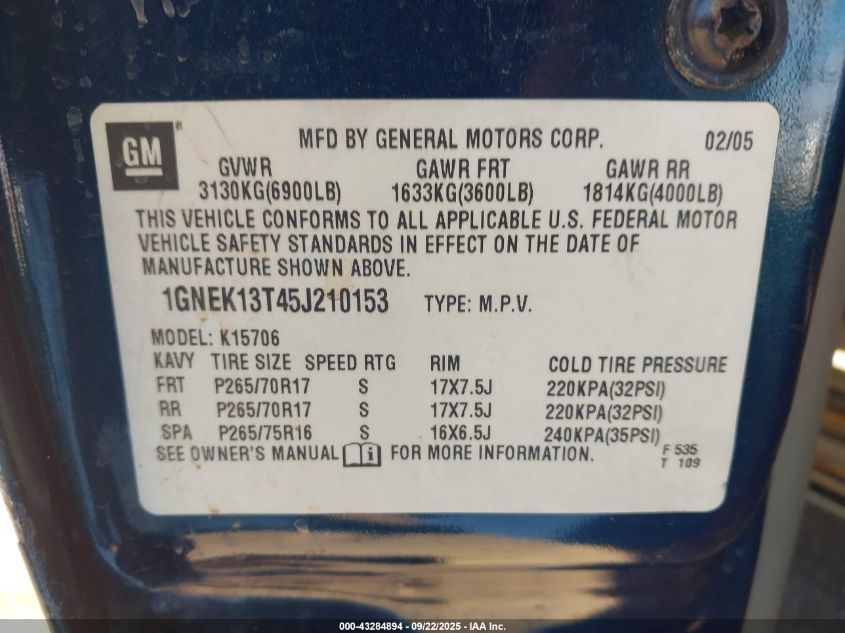 GM
MFD BY GENERAL MOTORS CORP. 02/05
GVWR GAWR FRT GAWR RR
3130KG(6900LB) 1633KG(3600LB) 1814KG(4000LB)
THIS VEHICLE CONFORMS TO ALL APPLICABLE U.S. FEDERAL MOTOR
VEHICLE SAFETY STANDARDS IN EFFECT ON THE DATE OF
MANUFACTURE SHOWN ABOVE.
1GNEK13T45J210153 TYPE: M.P.V.
MODEL: K15706
KAVY TIRE SIZE SPEED RTG RIM COLD TIRE PRESSURE
FRT P265/70R17 S 17X7.5J 220KPA(32PSI)
RR P265/70R17 S 17X7.5J 220KPA(32PSI)
SPA P265/75R16 S 16X6.5J 240KPA(35PSI)
SEE OWNER'S MANUAL i FOR MORE INFORMATION. F 535
T 109
000-43284894 - 09/22/2025 - IAA Inc.